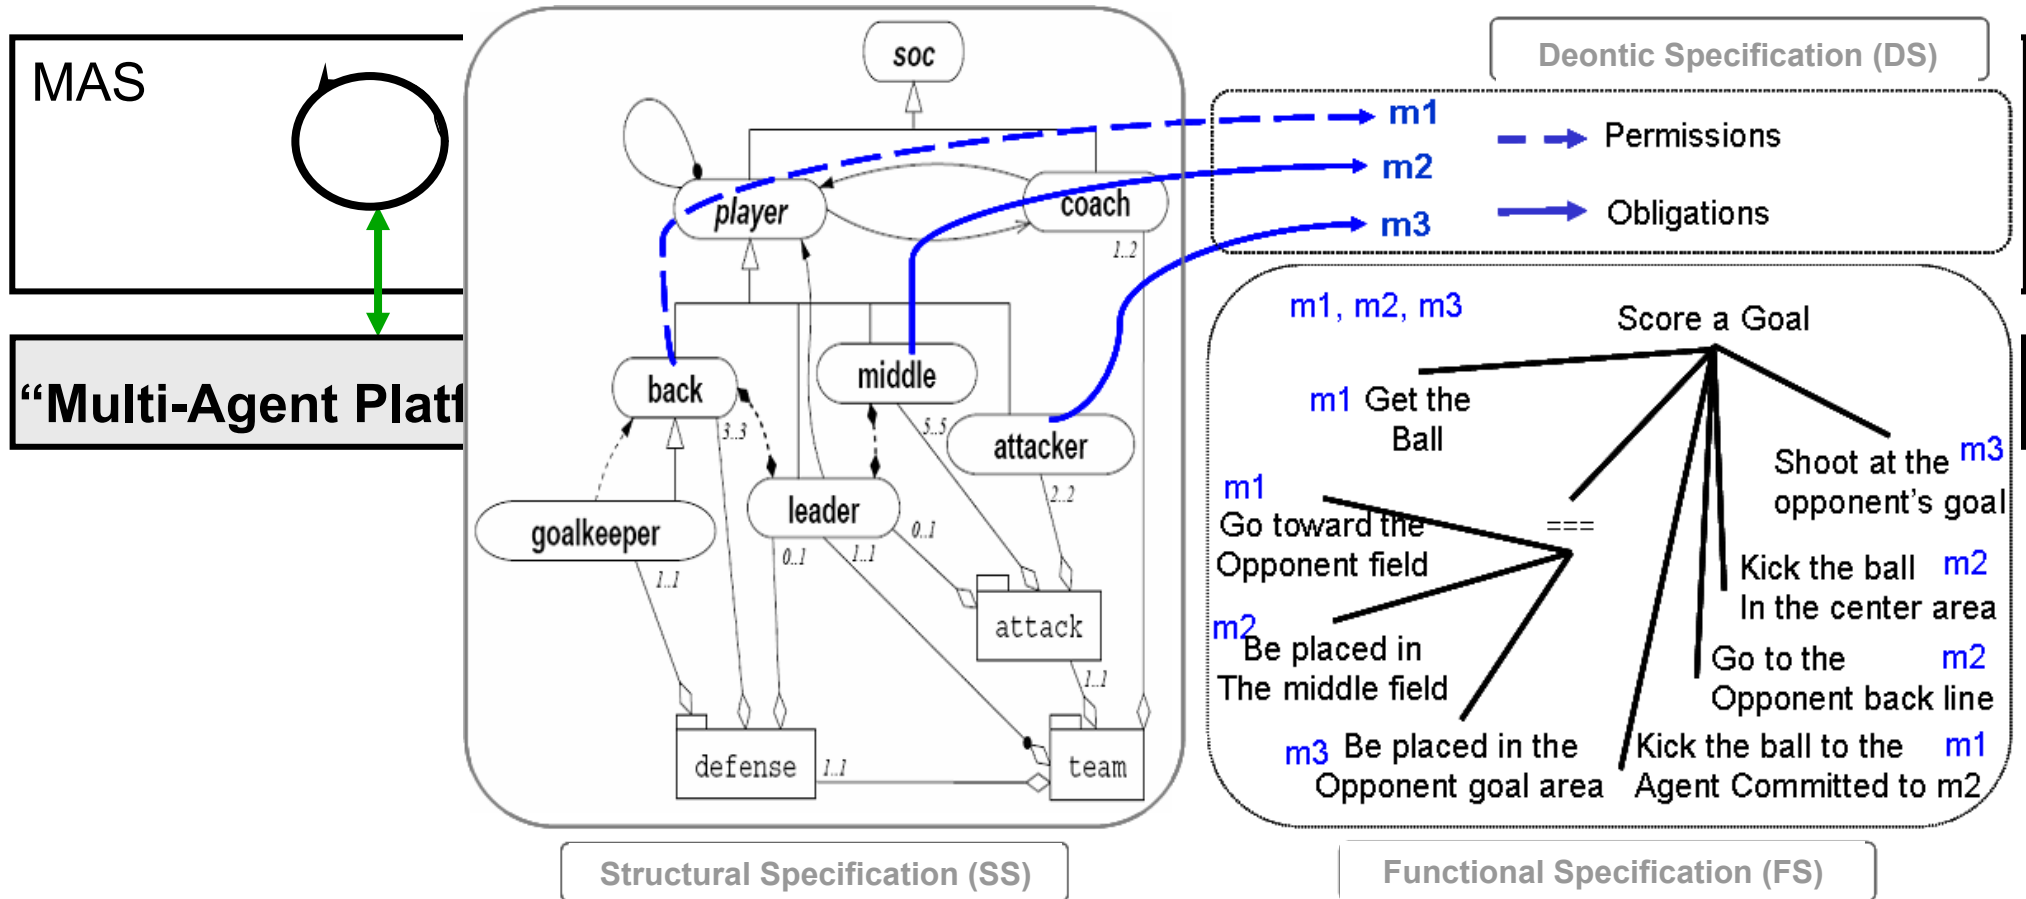 MAS
“Multi-Agent Platf
soc
player
coach
1..2
back
middle
attacker
3..3
5..5
2..2
goalkeeper
leader
1..1
0..1
1..1
0..1
attack
1..1
defense
1..1
team
Structural Specification (SS)
Deontic Specification (DS)
m1
m2
m3
Permissions
Obligations
m1, m2, m3
Score a Goal
m1 Get the
Ball
m1
Go toward the
Opponent field
===
m2
Be placed in
The middle field
m3 Be placed in the
Opponent goal area
Shoot at the m3
opponent’s goal
Kick the ball m2
In the center area
Go to the m2
Opponent back line
Kick the ball to the m1
Agent Committed to m2
Functional Specification (FS)